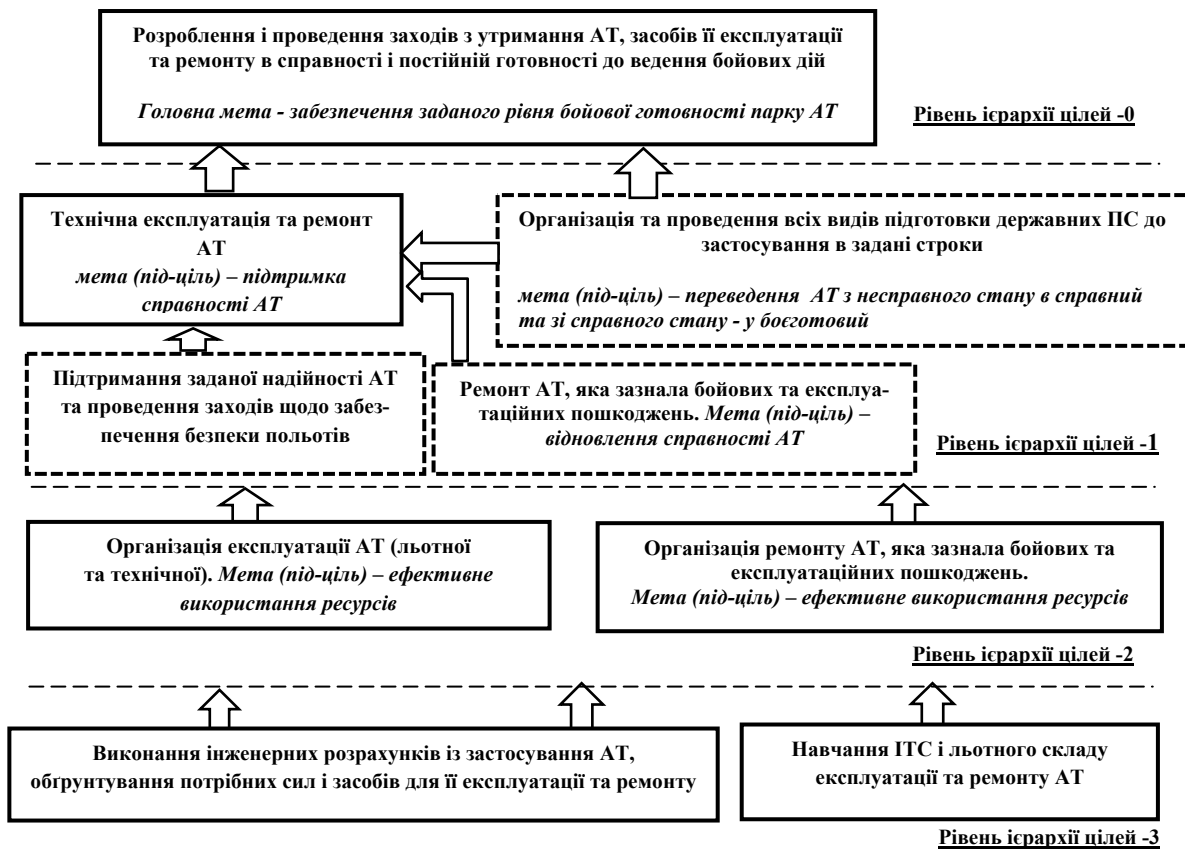 Розроблення і проведення заходів з утримання АТ, засобів її експлуатації
та ремонту в справності і постійній готовності до ведення бойових дій
Головна мета - забезпечення заданого рівня бойової готовності парку АТ
Рівень ієрархії цілей -0
Технічна експлуатація та ремонт
АТ
мета (під-ціль) – підтримка
справності АТ
Організація та проведення всіх видів підготовки державних ПС до
застосування в задані строки
мета (під-ціль) – переведення АТ з несправного стану в справний
та зі справного стану - у боєготовий
Підтримання заданої надійності АТ
та проведення заходів щодо забез-
печення безпеки польотів
Ремонт АТ, яка зазнала бойових та експлуа-
таційних пошкоджень. Мета (під-ціль) –
відновлення справності АТ
Рівень ієрархії цілей -1
Організація експлуатації АТ (льотної
та технічної). Мета (під-ціль) – ефективне
використання ресурсів
Організація ремонту АТ, яка зазнала бойових та
експлуатаційних пошкоджень.
Мета (під-ціль) – ефективне використання ресурсів
Рівень ієрархії цілей -2
Виконання інженерних розрахунків із застосування АТ,
обґрунтування потрібних сил і засобів для її експлуатації та ремонту
Навчання ІТС і льотного складу
експлуатації та ремонту АТ
Рівень ієрархії цілей -3